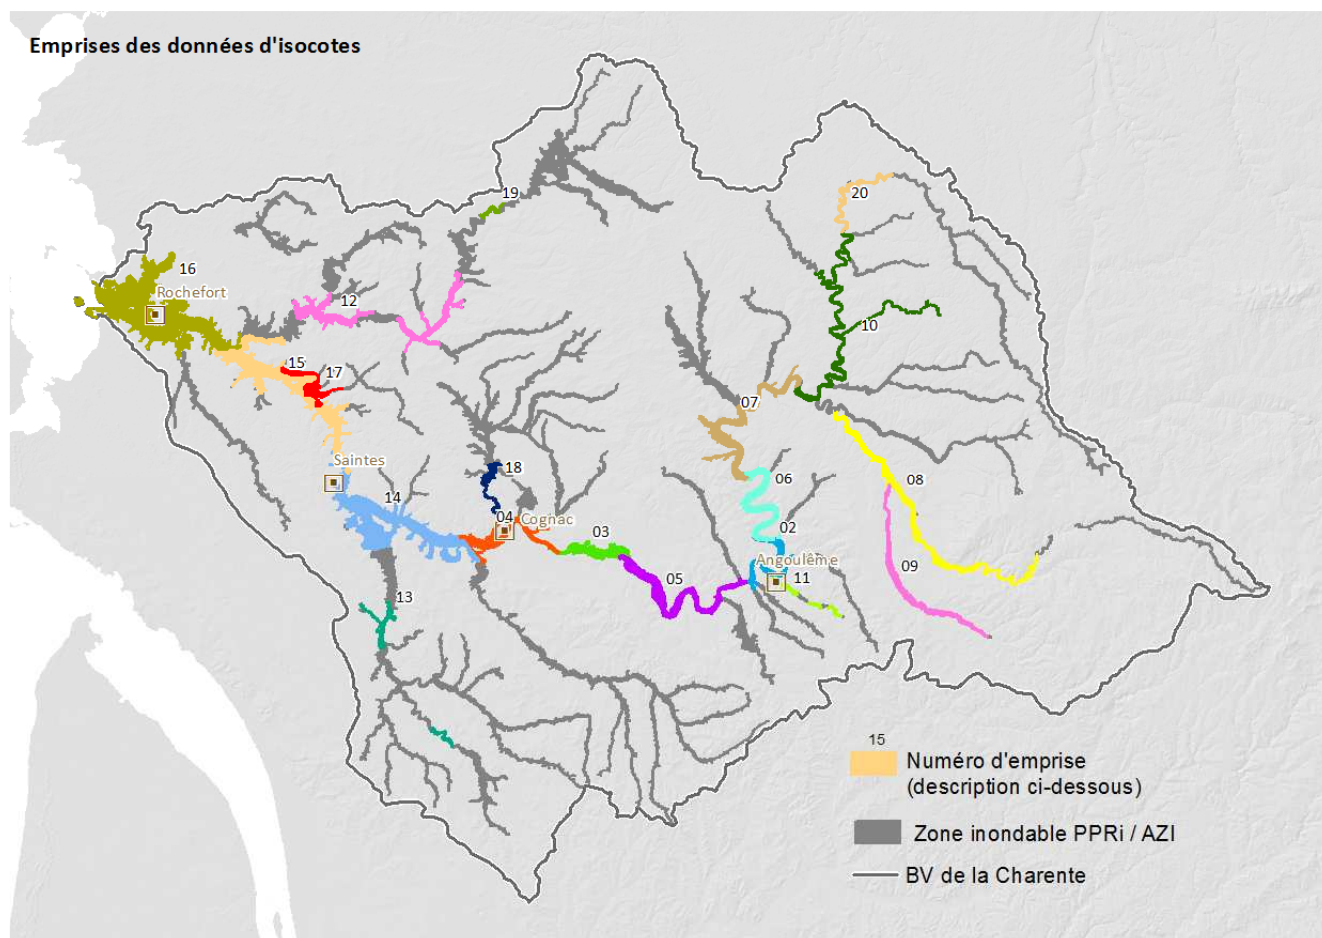 Emprises des données d'isocotes
19
20
16
Rochefort
12
10
15
17
07
Saintes
18
06
08
14
04
Cognac
03
02
Angoulême
09
05
11
13
15
Numéro d'emprise
(description ci-dessous)
Zone inondable PPRi / AZI
BV de la Charente